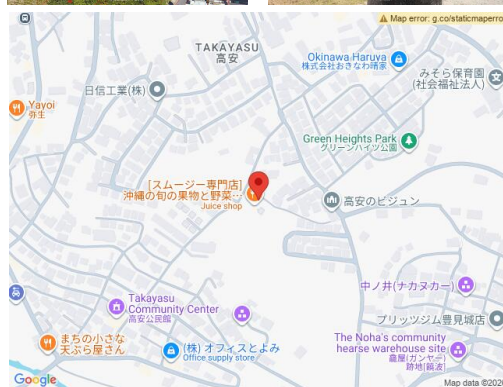 Map error: g.co/staticmaperro
TAKAYASU
高安
Okinawa Haruya
株式会社おきなわ晴家
みそら保育園
(社会福祉法人)
日信工業(株)
Yayoi
弥生
Green Heights Park
グリーンハイツ公園
[スムージー専門店]
沖縄の旬の果物と野菜…
Juice shop
高安のビジュン
中ノ井(ナカヌカー)
Takayasu
Community Center
高安公民館
ブリッツジム豊見城店
まちの小さな
天ぷら屋さん
(株) オフィスとよみ
Office supply store
The Noha's community
hearse warehouse site
龕屋(ガンヤー)
跡地(饒波)
Google
Map data ©202